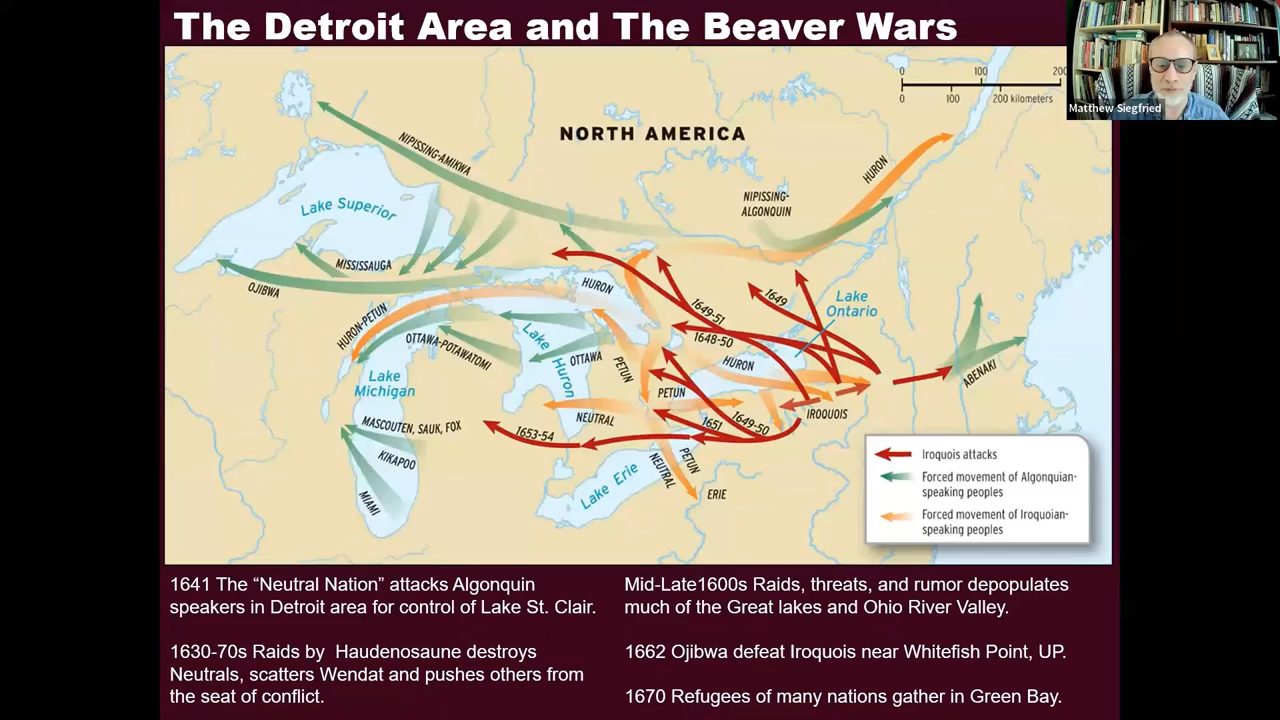 The Detroit Area and The Beaver Wars
Matthew Siegfried
0 100 200
0 100 200 kilometers
NORTH AMERICA
NIPISSING-AMIKWA
HURON
NIPISSING-
ALGONQUIN
Lake Superior
MISSISSAUGA
OJIBWA
HURON
1649
Lake
Ontario
HURON-PETUN
1649-51
1648-50
OTTAWA-POTAWATOMI
Lake
Huron
OTTAWA
PETUN
HURON
ABENAKI
Lake
Michigan
PETUN
NEUTRAL
IROQUOIS
MASCOUTEN, SAUK, FOX
1653-54
1651
1649-50
KIKAPOO
MIAMI
Lake Erie
NEUTRAL
PETUN
ERIE
Iroquois attacks
Forced movement of Algonquian-
speaking peoples
Forced movement of Iroquoian-
speaking peoples
1641 The “Neutral Nation” attacks Algonquin
speakers in Detroit area for control of Lake St. Clair.
1630-70s Raids by Haudenosaune destroys
Neutrals, scatters Wendat and pushes others from
the seat of conflict.
Mid-Late1600s Raids, threats, and rumor depopulates
much of the Great lakes and Ohio River Valley.
1662 Ojibwa defeat Iroquois near Whitefish Point, UP.
1670 Refugees of many nations gather in Green Bay.